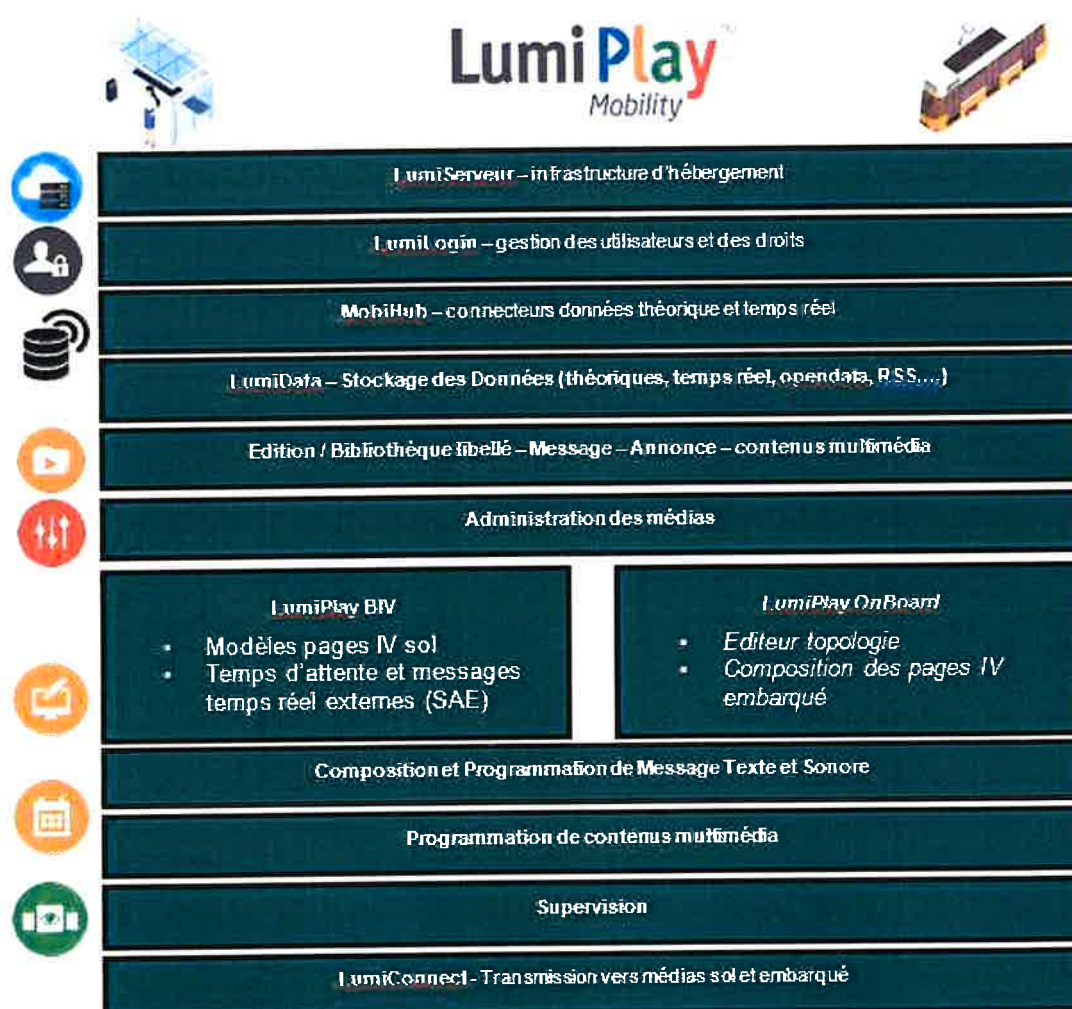 LumiPlay
Mobility
LumiServeur – infrastructure d'hébergement
LumiLogin – gestion des utilisateurs et des droits
MobiHub – connecteurs données théorique et temps réel
LumiData – Stockage des Données (théoriques, temps réel, opendata, RSS,...)
Edition / Bibliothèque libellé – Message – Annonce – contenus multimédia
Administration des médias
LumiPlay BIV
▪ Modèles pages IV sol
▪ Temps d'attente et messages
temps réel externes (SAE)
LumiPlay OnBoard
▪ Editeur topologie
▪ Composition des pages IV
embarqué
Composition et Programmation de Message Texte et Sonore
Programmation de contenus multimédia
Supervision
LumiConnect - Transmission vers médias sol et embarqué